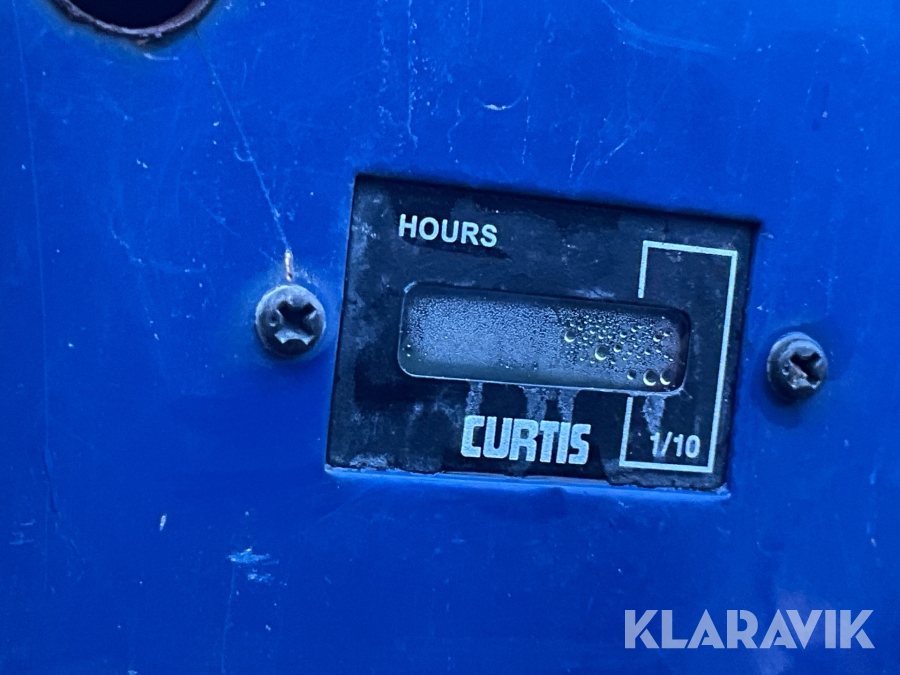 HOURS
CURTIS
1/10
KLARAVIK